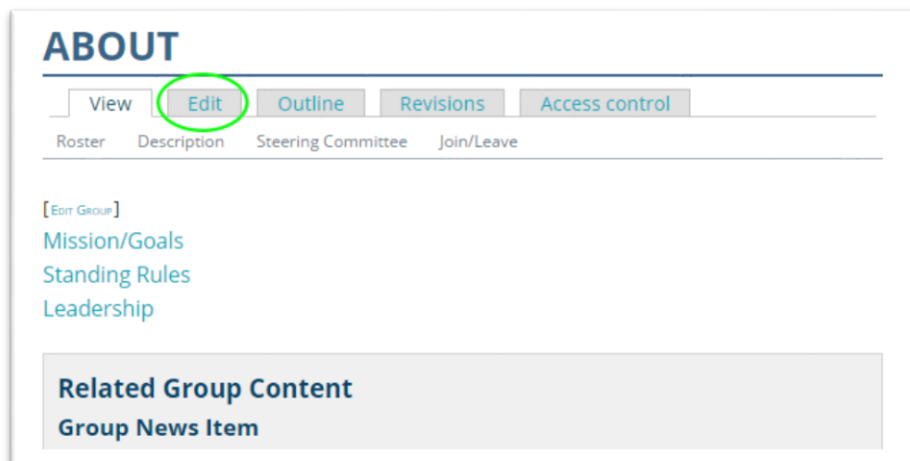 ABOUT
View Edit Outline Revisions Access control
Roster Description Steering Committee Join/Leave
[EDIT GROUP]
Mission/Goals
Standing Rules
Leadership
Related Group Content
Group News Item